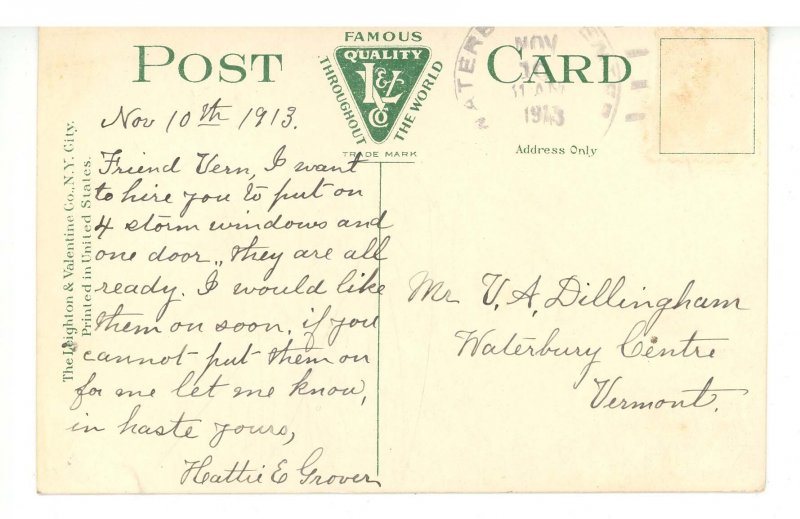 POST CARD
FAMOUS
QUALITY
THROUGHOUT
THE WORLD
L&V
Co
TRADE MARK
Address Only
NOV
11 AM
1913
The Leighton & Valentine Co., N.Y. City.
Printed in United States.
Nov 10th 1913.
Friend Vern, I want
to hire you to put on
4 storm windows and
one door,, they are all
ready. I would like
them on soon, if you
cannot put them on
for me let me know,
in haste yours,
Hattie E Grover
Mr V. A. Dillingham
Waterbury Centre
Vermont.